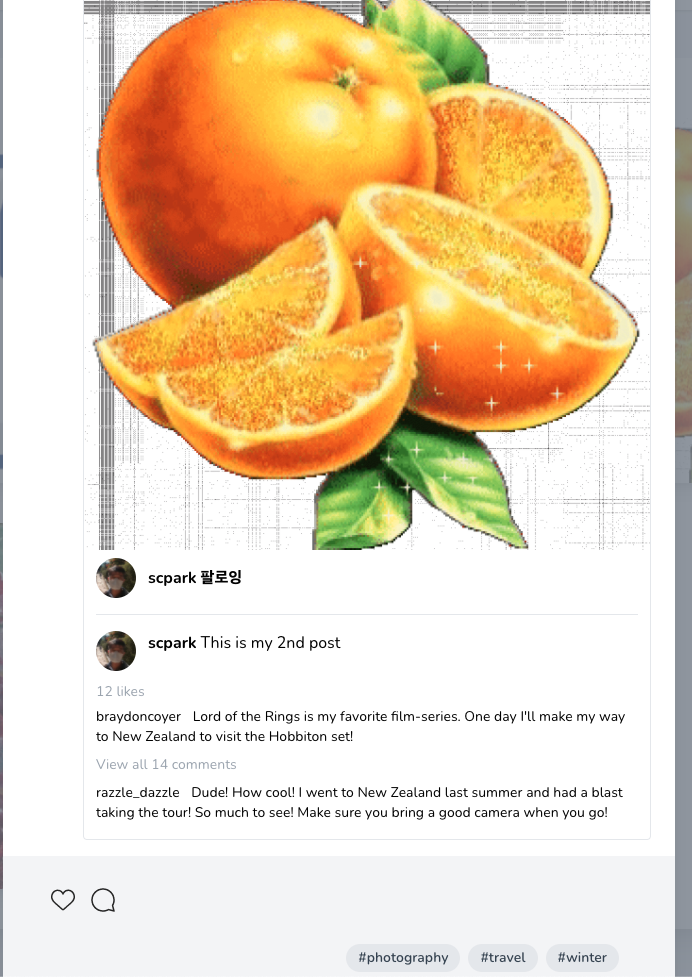 scpark 팔로잉
scpark This is my 2nd post
12 likes
braydoncoyer Lord of the Rings is my favorite film-series. One day I'll make my way
to New Zealand to visit the Hobbiton set!
View all 14 comments
razzle_dazzle Dude! How cool! I went to New Zealand last summer and had a blast
taking the tour! So much to see! Make sure you bring a good camera when you go!
#photography #travel #winter